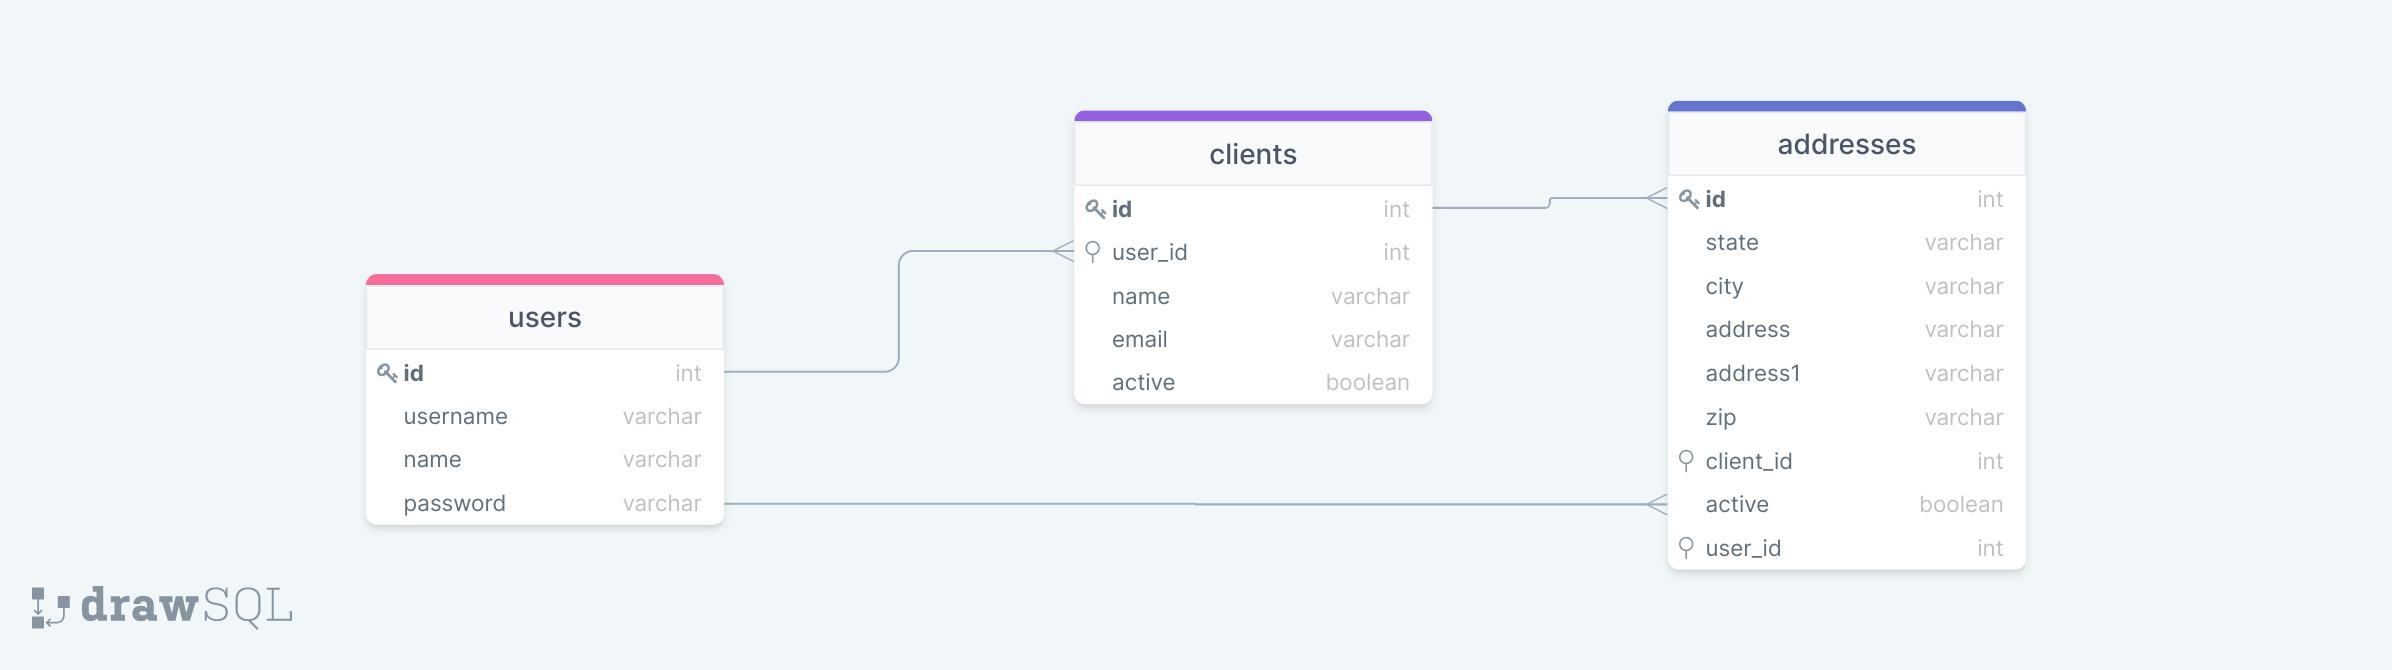 users
id int
username varchar
name varchar
password varchar
clients
id int
user_id int
name varchar
email varchar
active boolean
addresses
id int
state varchar
city varchar
address varchar
address1 varchar
zip varchar
client_id int
active boolean
user_id int
drawSQL